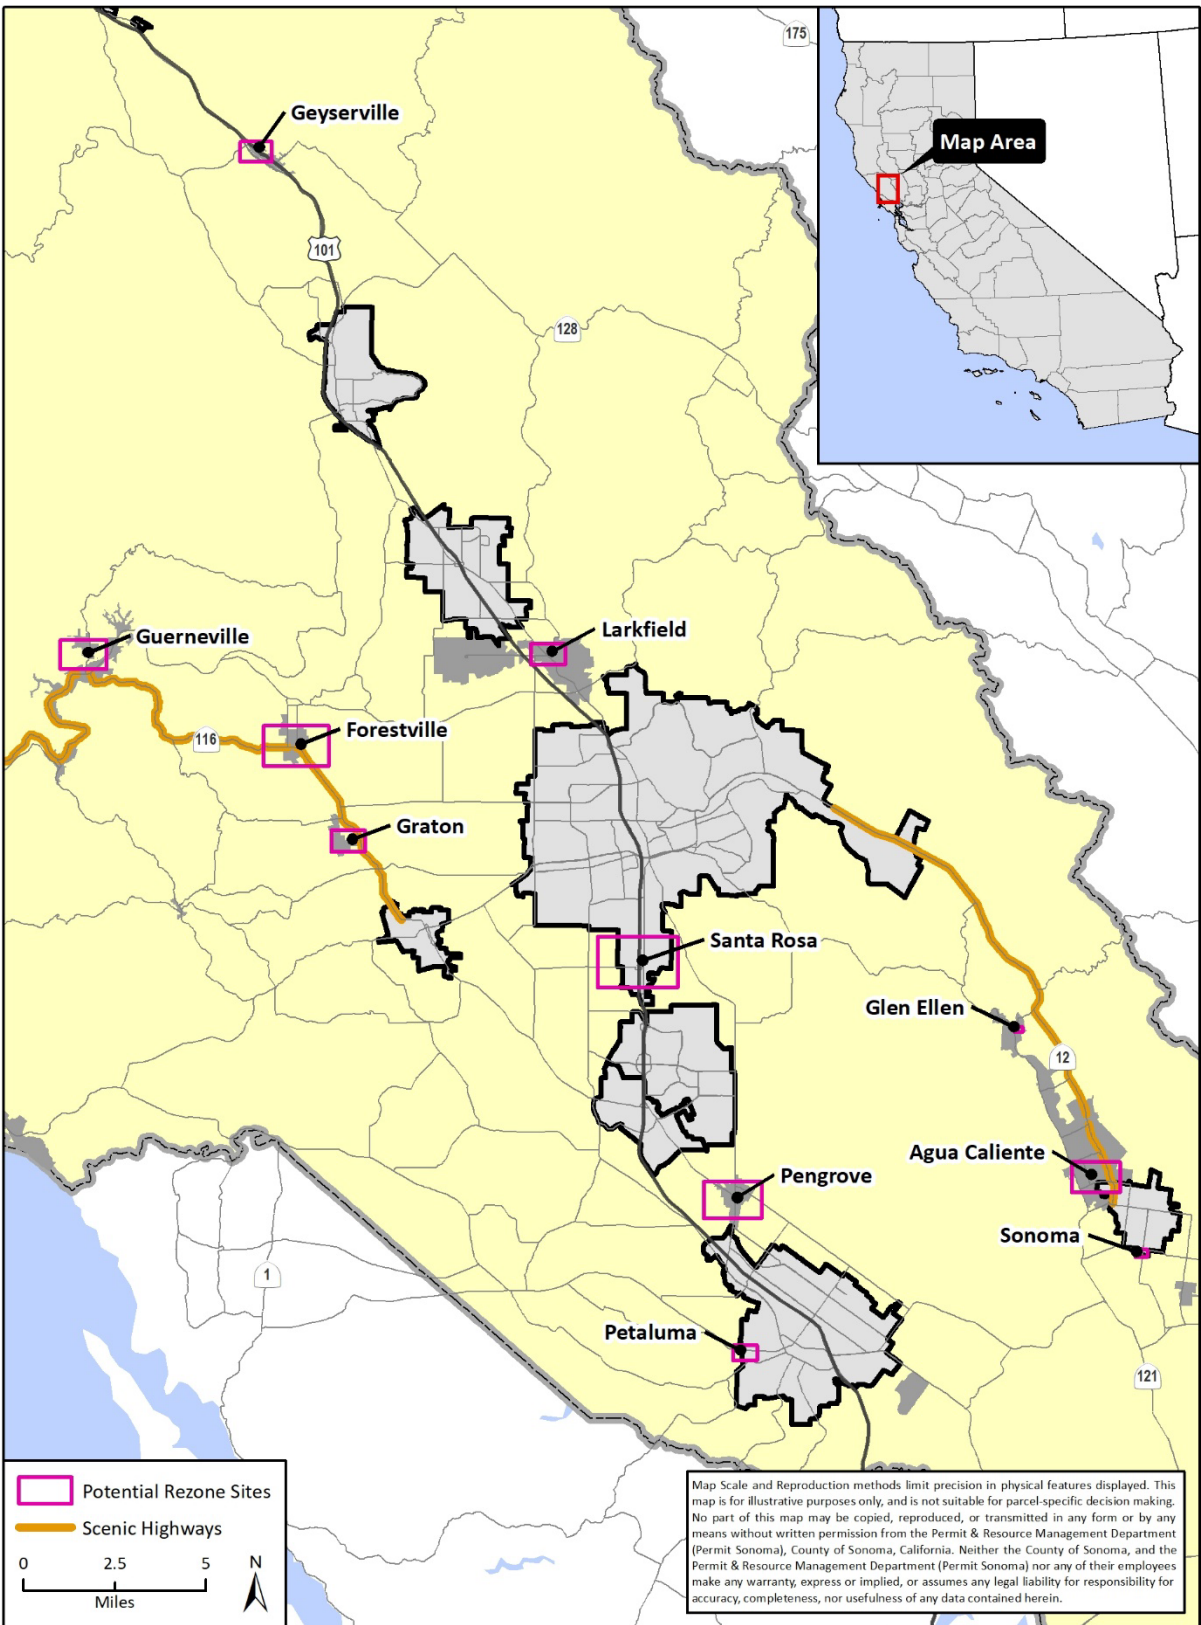 175
Geyserville
Map Area
101
128
Guerneville
Larkfield
Forestville
116
Graton
Santa Rosa
Glen Ellen
12
Agua Caliente
Pengrove
Sonoma
1
Petaluma
121
Potential Rezone Sites
Scenic Highways
0 2.5 5
Miles
N
Map Scale and Reproduction methods limit precision in physical features displayed. This
map is for illustrative purposes only, and is not suitable for parcel-specific decision making.
No part of this map may be copied, reproduced, or transmitted in any form or by any
means without written permission from the Permit & Resource Management Department
(Permit Sonoma), County of Sonoma, California. Neither the County of Sonoma, and the
Permit & Resource Management Department (Permit Sonoma) nor any of their employees
make any warranty, express or implied, or assumes any legal liability for responsibility for
accuracy, completeness, nor usefulness of any data contained herein.